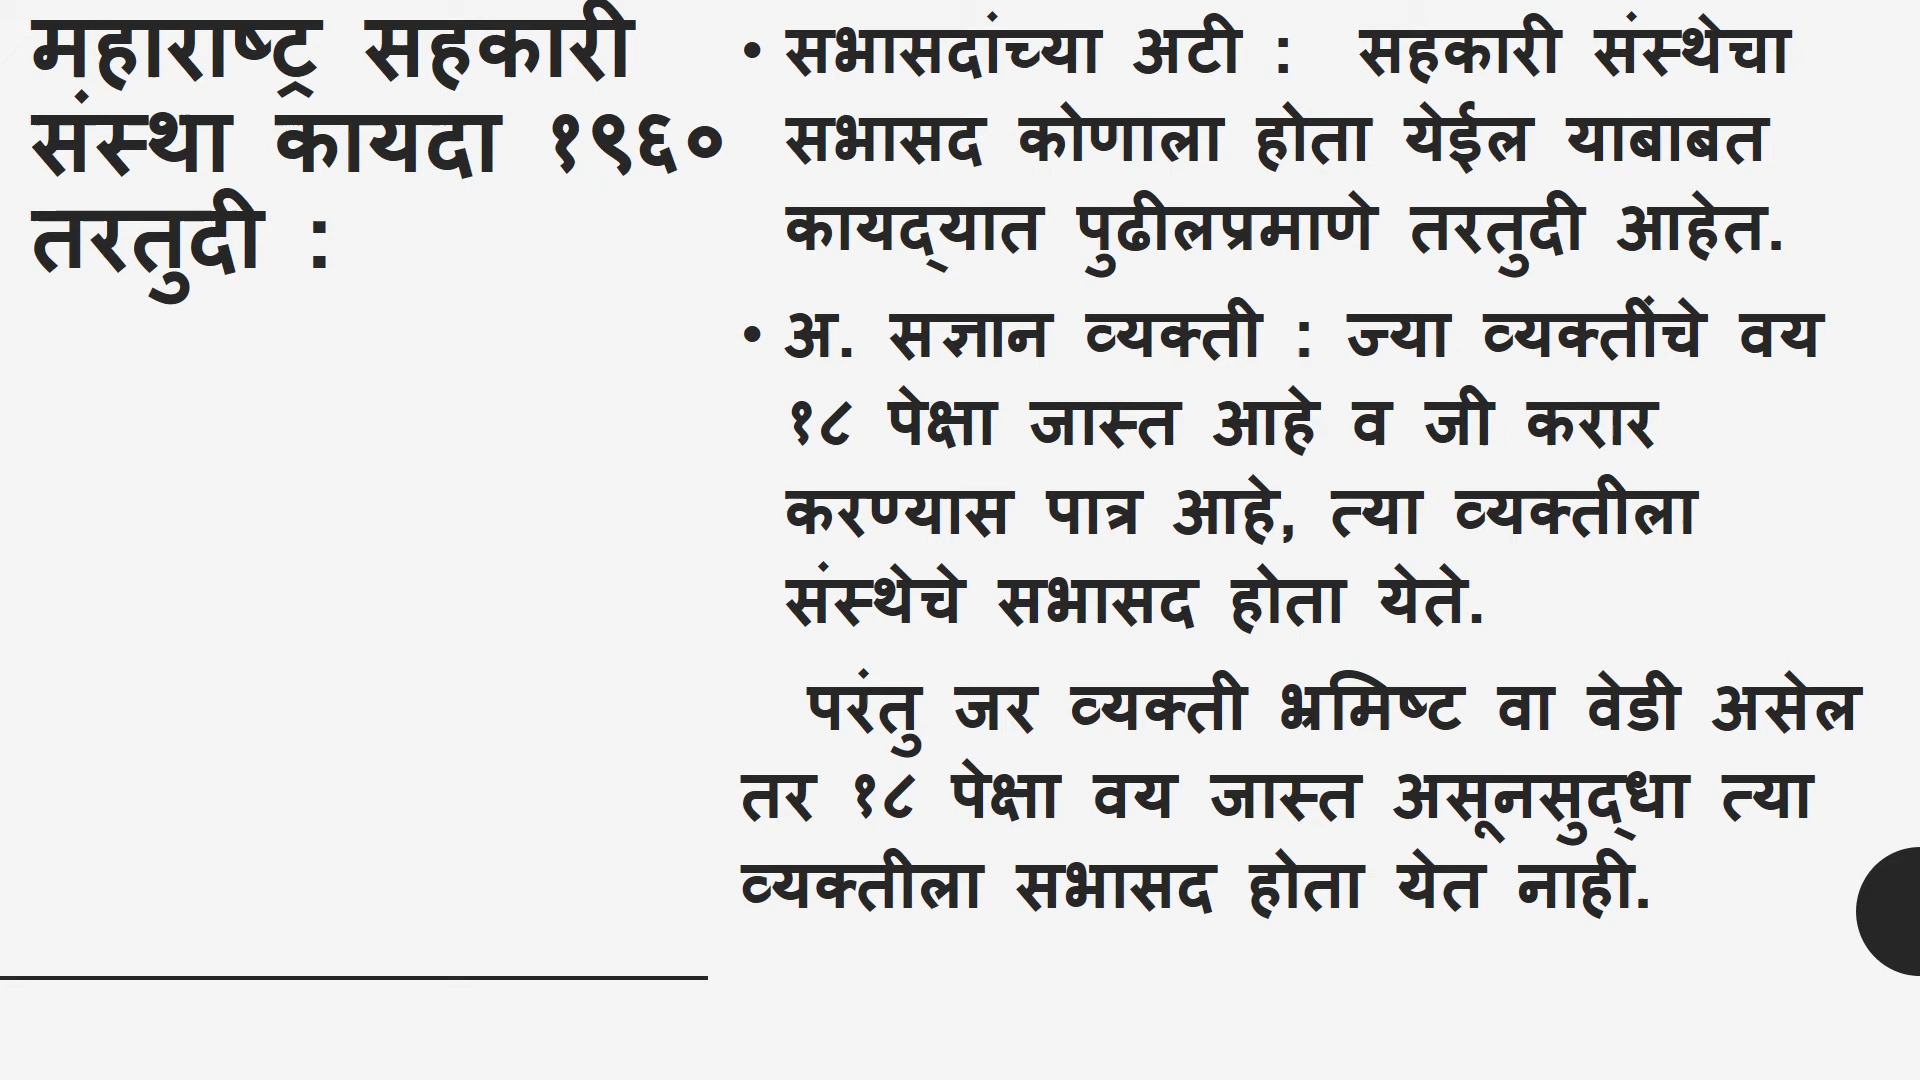 महाराष्ट्र सहकारी
संस्था कायदा १९६०
तरतुदी :
• सभासदांच्या अटी : सहकारी संस्थेचा
सभासद कोणाला होता येईल याबाबत
कायद्‌यात पुढीलप्रमाणे तरतुदी आहेत.
• अ. सज्ञान व्यक्ती : ज्या व्यक्तींचे वय
१८ पेक्षा जास्त आहे व जी करार
करण्यास पात्र आहे, त्या व्यक्तीला
संस्थेचे सभासद होता येते.
परंतु जर व्यक्ती भ्रमिष्ट वा वेडी असेल
तर १८ पेक्षा वय जास्त असूनसुद्‌धा त्या
व्यक्तीला सभासद होता येत नाही.